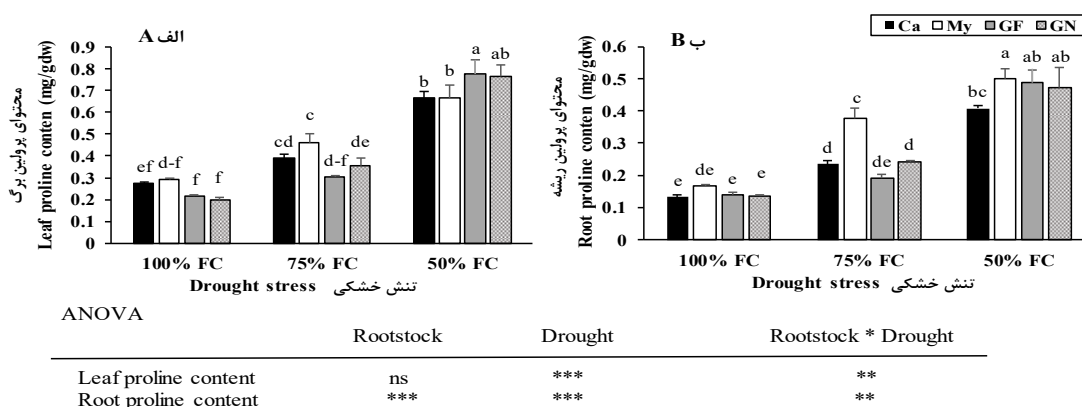 الف A
محتوای پرولین برگ
Leaf proline conten (mg/gdw)
0.9
0.8
0.7
0.6
0.5
0.4
0.3
0.2
0.1
0
ef d-f f f
cd c d-f de
b b a ab
100% FC 75% FC 50% FC
Drought stress تنش خشکی
ب B
Ca My GF GN
محتوای پرولین ریشه
Root proline conten (mg/gdw)
0.6
0.5
0.4
0.3
0.2
0.1
0
e de e e
d c de d
bc a ab ab
100% FC 75% FC 50% FC
Drought stress تنش خشکی
ANOVA
Rootstock Drought Rootstock * Drought
Leaf proline content ns *** **
Root proline content *** *** **